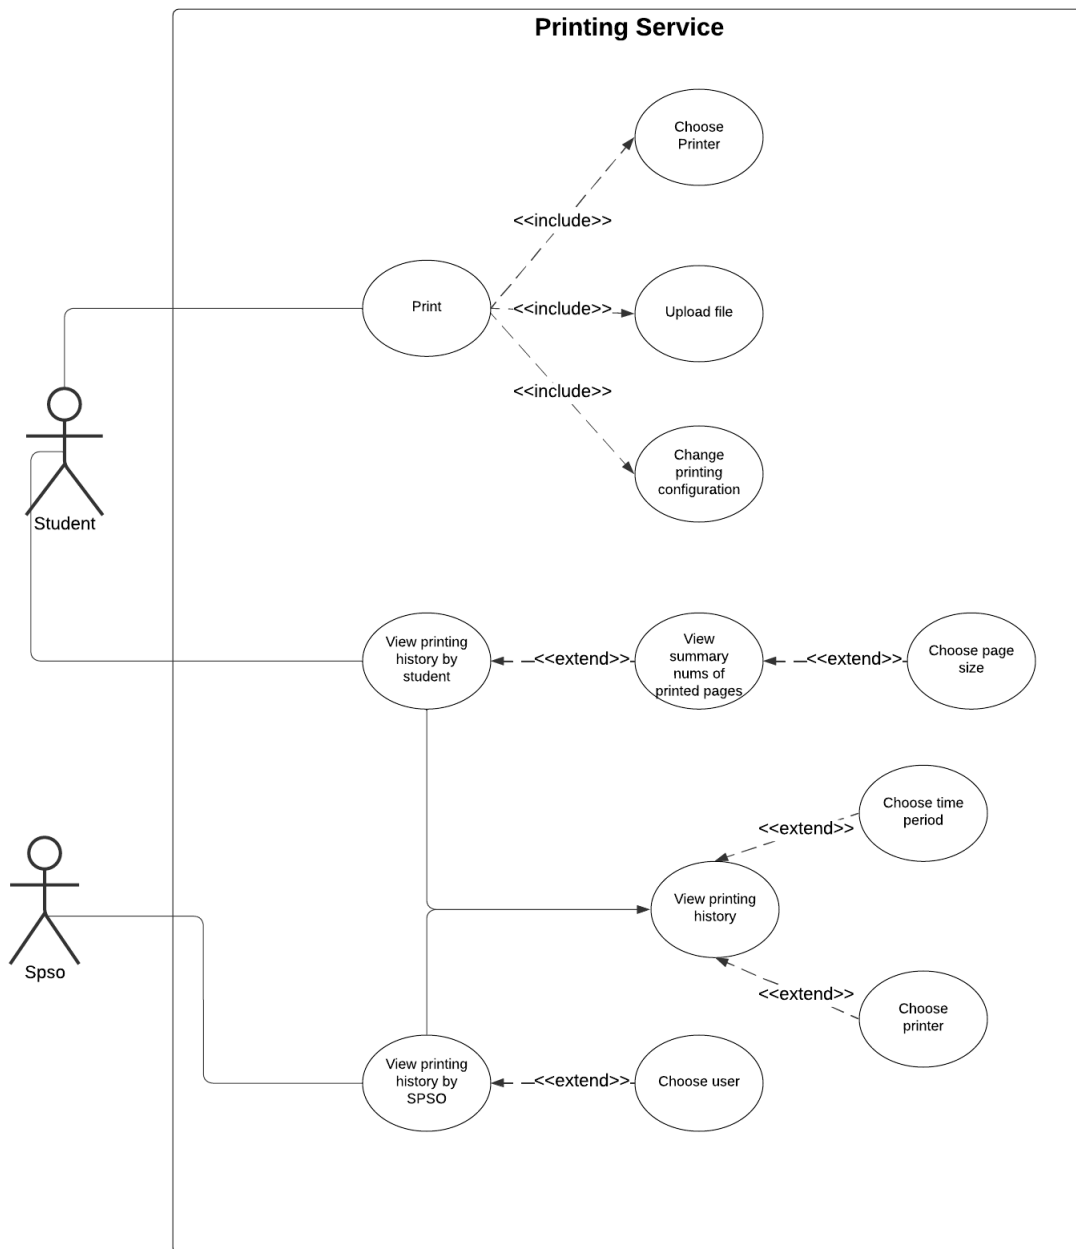 Printing Service
Choose
Printer
<<include>>
Print
<<include>>
Upload file
<<include>>
Change
printing
configuration
Student
View printing
history by
student
<<extend>>
View
summary
nums of
printed pages
<<extend>>
Choose page
size
Choose time
period
<<extend>>
View printing
history
<<extend>>
Choose
printer
Spso
View printing
history by
SPSO
<<extend>>
Choose user